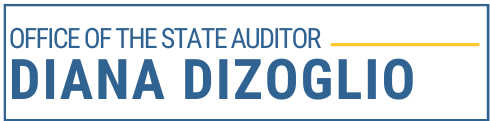 OFFICE OF THE STATE AUDITOR
DIANA DIZOGLIO